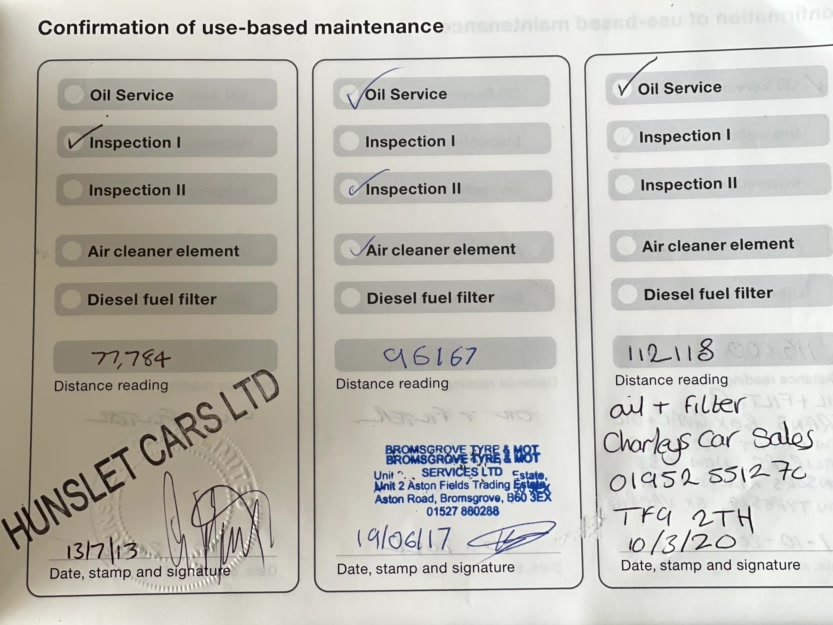 Confirmation of use-based maintenance
Oil Service
Inspection I
Inspection II
Air cleaner element
Diesel fuel filter
77,784
Distance reading
HUNSLET CARS LTD
13/7/13
Date, stamp and signature
Oil Service
Inspection I
Inspection II
Air cleaner element
Diesel fuel filter
96167
Distance reading
BROMSGROVE TYRE & MOT
BROMSGROVE TYRE & MOT
SERVICES LTD
Unit 2 Aston Fields Trading Estate,
Aston Road, Bromsgrove, B60 3EX
01527 880288
19/06/17
Date, stamp and signature
Oil Service
Inspection I
Inspection II
Air cleaner element
Diesel fuel filter
112118
Distance reading
oil + filter
Charleys Car Sales
01952 551276
TF9 2TH
10/3/20
Date, stamp and signature